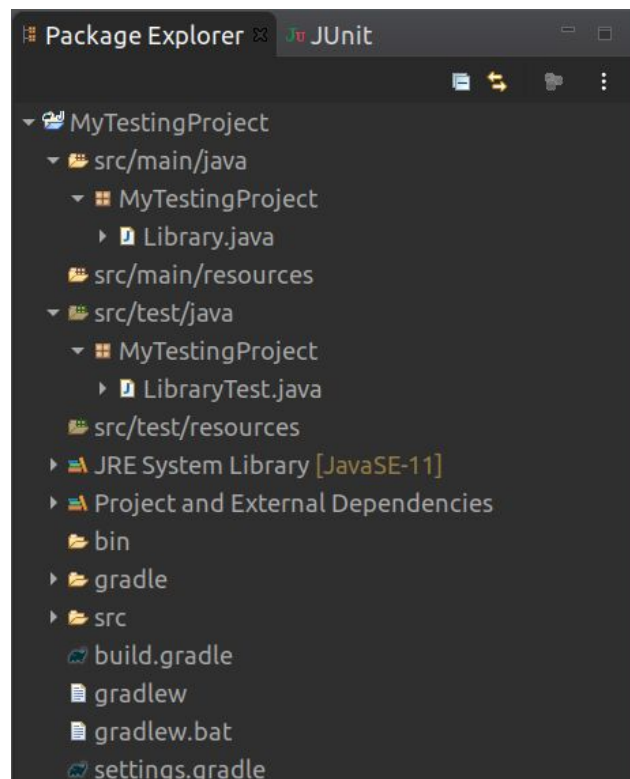 Package Explorer JUnit
MyTestingProject
src/main/java
MyTestingProject
Library.java
src/main/resources
src/test/java
MyTestingProject
LibraryTest.java
src/test/resources
JRE System Library [JavaSE-11]
Project and External Dependencies
bin
gradle
src
build.gradle
gradlew
gradlew.bat
settings.gradle